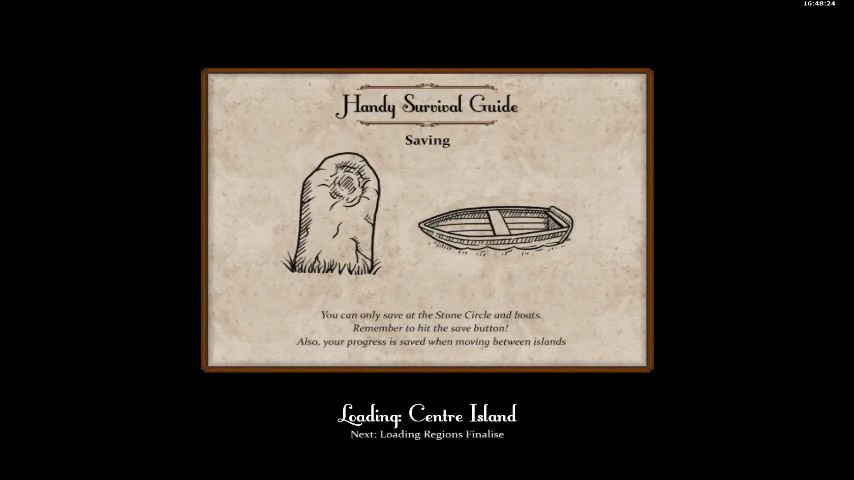 16:48:24
Handy Survival Guide
Saving
You can only save at the Stone Circle and boats.
Remember to hit the save button!
Also, your progress is saved when moving between islands
Loading: Centre Island
Next: Loading Regions Finalise